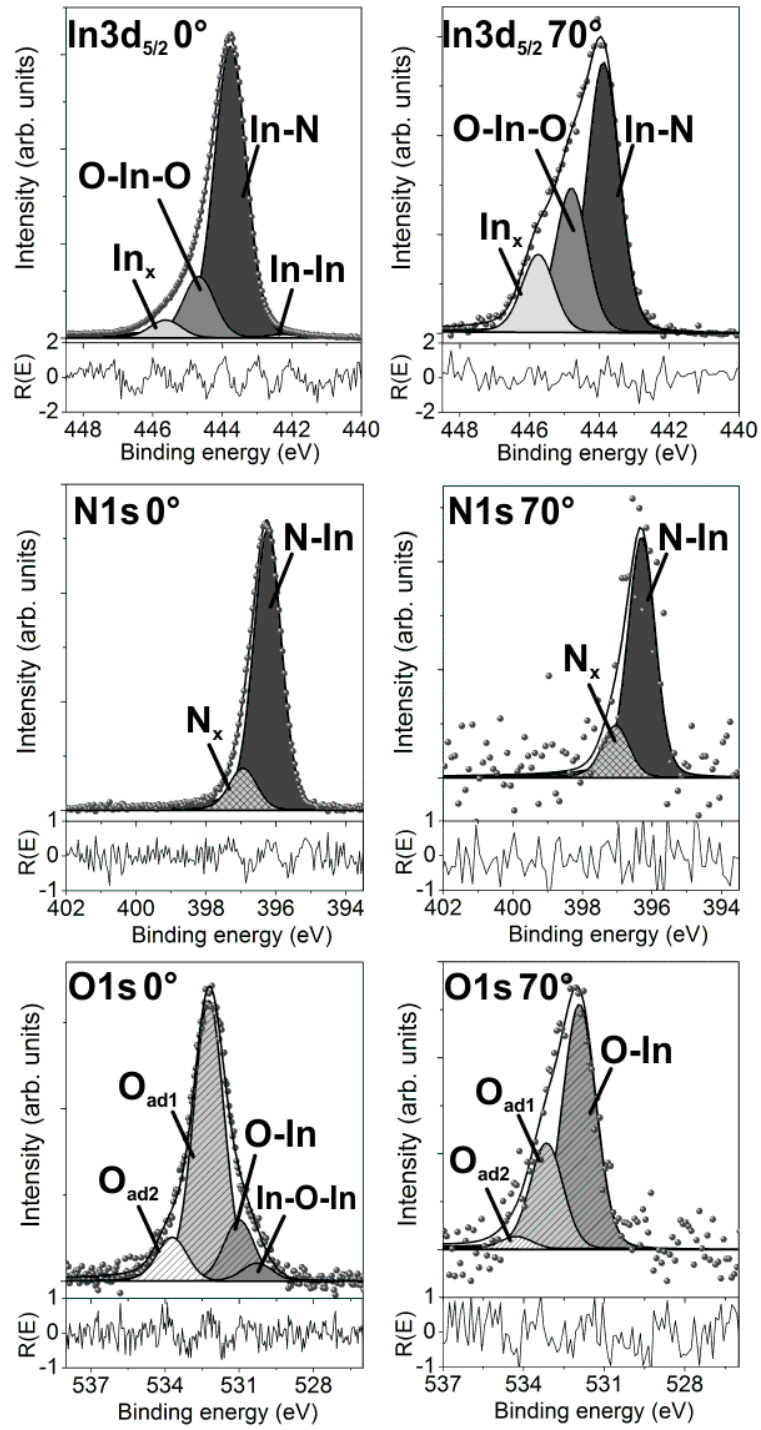 In3d5/2 0°
In-N
O-In-O
Inx
In-In
Intensity (arb. units)
2
0
-2
R(E)
448 446 444 442 440
Binding energy (eV)
In3d5/2 70°
O-In-O
In-N
Inx
Intensity (arb. units)
2
0
-2
R(E)
448 446 444 442 440
Binding energy (eV)
N1s 0°
N-In
Nx
Intensity (arb. units)
1
0
-1
R(E)
402 400 398 396 394
Binding energy (eV)
N1s 70°
N-In
Nx
Intensity (arb. units)
1
0
-1
R(E)
402 400 398 396 394
Binding energy (eV)
O1s 0°
Oad1
O-In
Oad2
In-O-In
Intensity (arb. units)
1
0
-1
R(E)
537 534 531 528
Binding energy (eV)
O1s 70°
O-In
Oad1
Oad2
Intensity (arb. units)
1
0
-1
R(E)
537 534 531 528
Binding energy (eV)